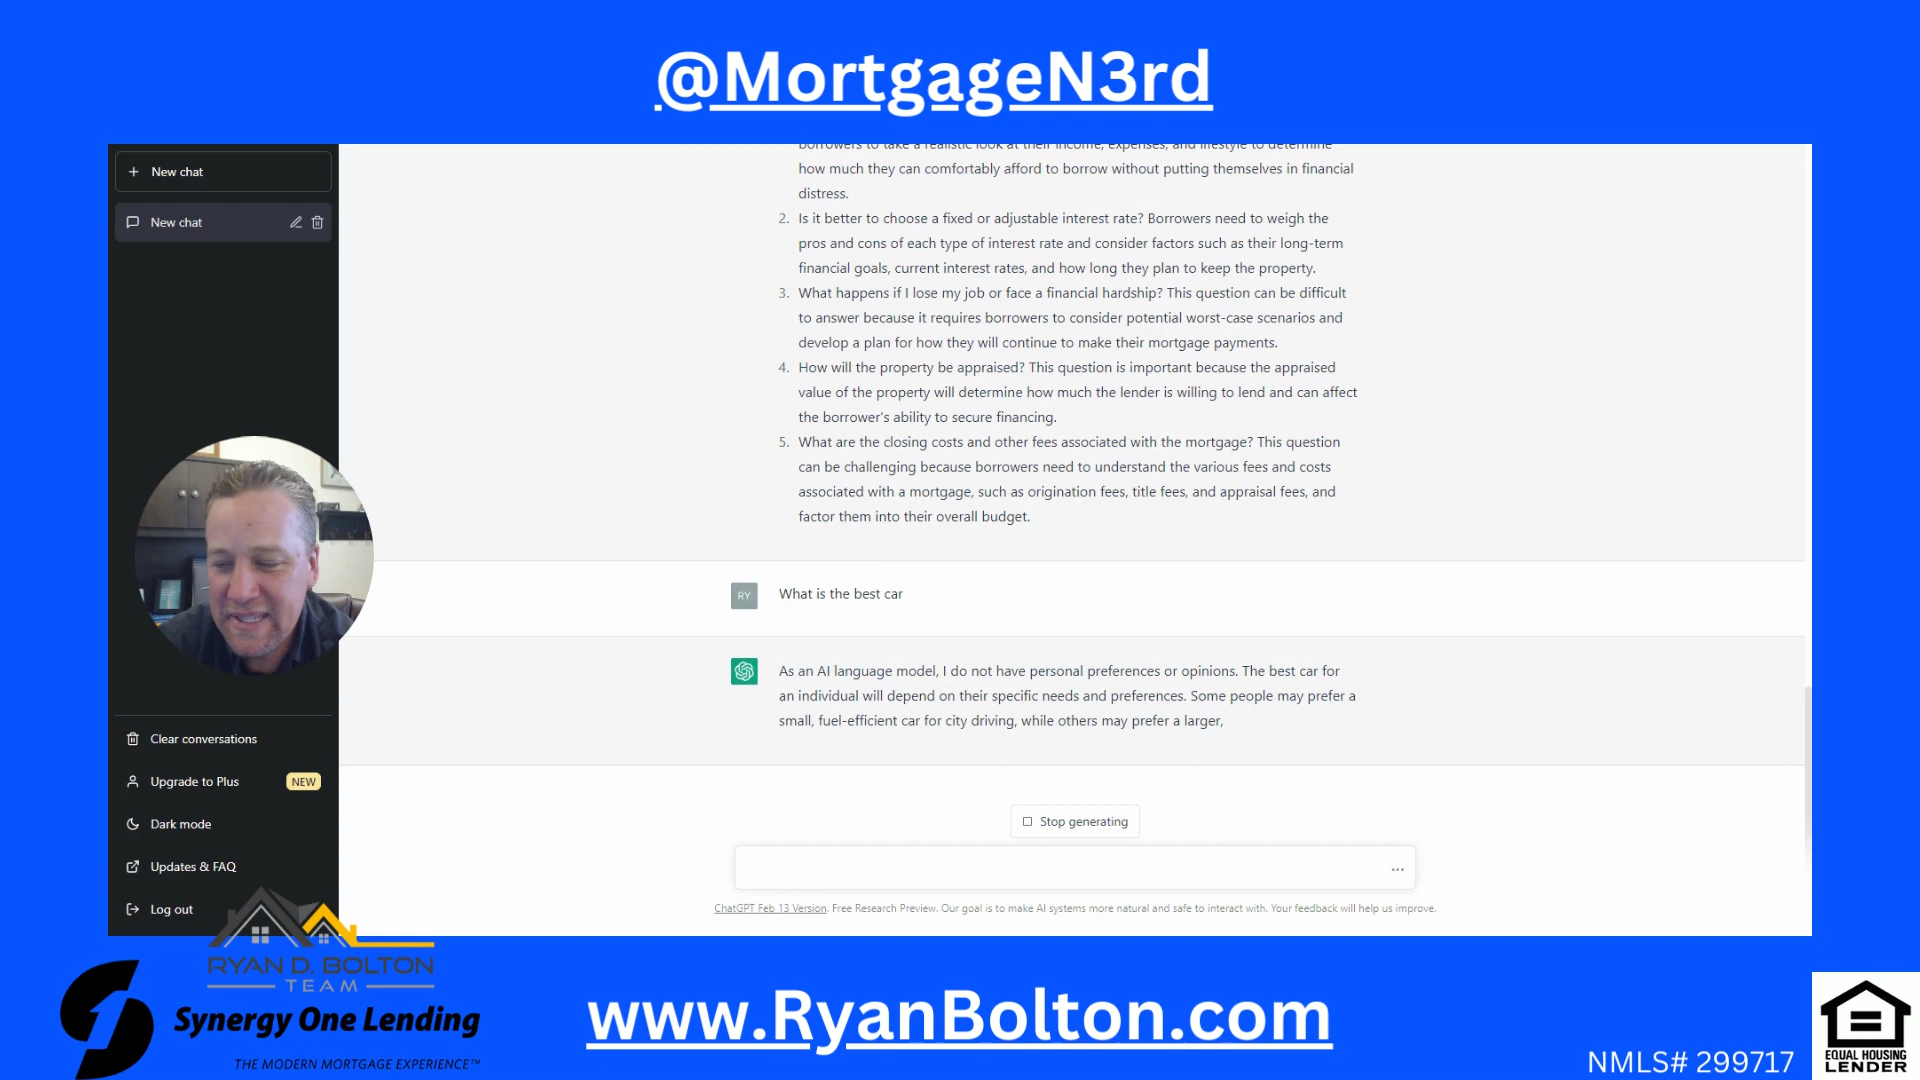 @MortgageN3rd
New chat
New chat
Clear conversations
Upgrade to Plus NEW
Dark mode
Updates & FAQ
Log out
borrowers to take a realistic look at their income, expenses, and lifestyle to determine
how much they can comfortably afford to borrow without putting themselves in financial
distress.
2. Is it better to choose a fixed or adjustable interest rate? Borrowers need to weigh the
pros and cons of each type of interest rate and consider factors such as their long-term
financial goals, current interest rates, and how long they plan to keep the property.
3. What happens if I lose my job or face a financial hardship? This question can be difficult
to answer because it requires borrowers to consider potential worst-case scenarios and
develop a plan for how they will continue to make their mortgage payments.
4. How will the property be appraised? This question is important because the appraised
value of the property will determine how much the lender is willing to lend and can affect
the borrower's ability to secure financing.
5. What are the closing costs and other fees associated with the mortgage? This question
can be challenging because borrowers need to understand the various fees and costs
associated with a mortgage, such as origination fees, title fees, and appraisal fees, and
factor them into their overall budget.
RY What is the best car
As an AI language model, I do not have personal preferences or opinions. The best car for
an individual will depend on their specific needs and preferences. Some people may prefer a
small, fuel-efficient car for city driving, while others may prefer a larger,
Stop generating
...
ChatGPT Feb 13 Version. Free Research Preview. Our goal is to make AI systems more natural and safe to interact with. Your feedback will help us improve.
RYAN D. BOLTON
TEAM
Synergy One Lending
THE MODERN MORTGAGE EXPERIENCE™
www.RyanBolton.com
NMLS# 299717
EQUAL HOUSING
LENDER